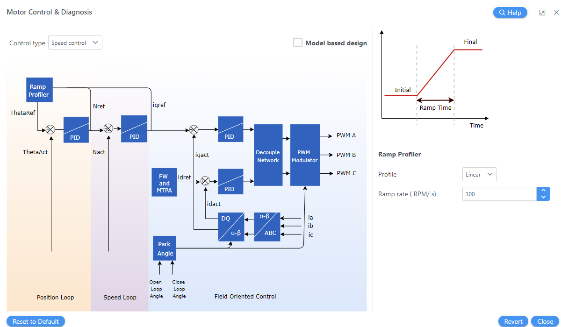 Motor Control & Diagnosis
Help
Control type
Speed control
Model based design
Ramp
Profiler
ThetaRef
Nref
iqref
PID
PID
PID
ThetaAct
Nact
iqact
idref
FW
and
MTPA
PID
idact
Decouple
Network
PWM
Modulator
PWM A
PWM B
PWM C
DQ
α-β
α-β
ABC
ia
ib
ic
Park
Angle
Open
Loop
Angle
Close
Loop
Angle
Position Loop
Speed Loop
Field Oriented Control
Final
Initial
Ramp Time
Time
Ramp Profiler
Profile
Linear
Ramp rate ( RPM/ s)
Reset to Default
Revert
Close